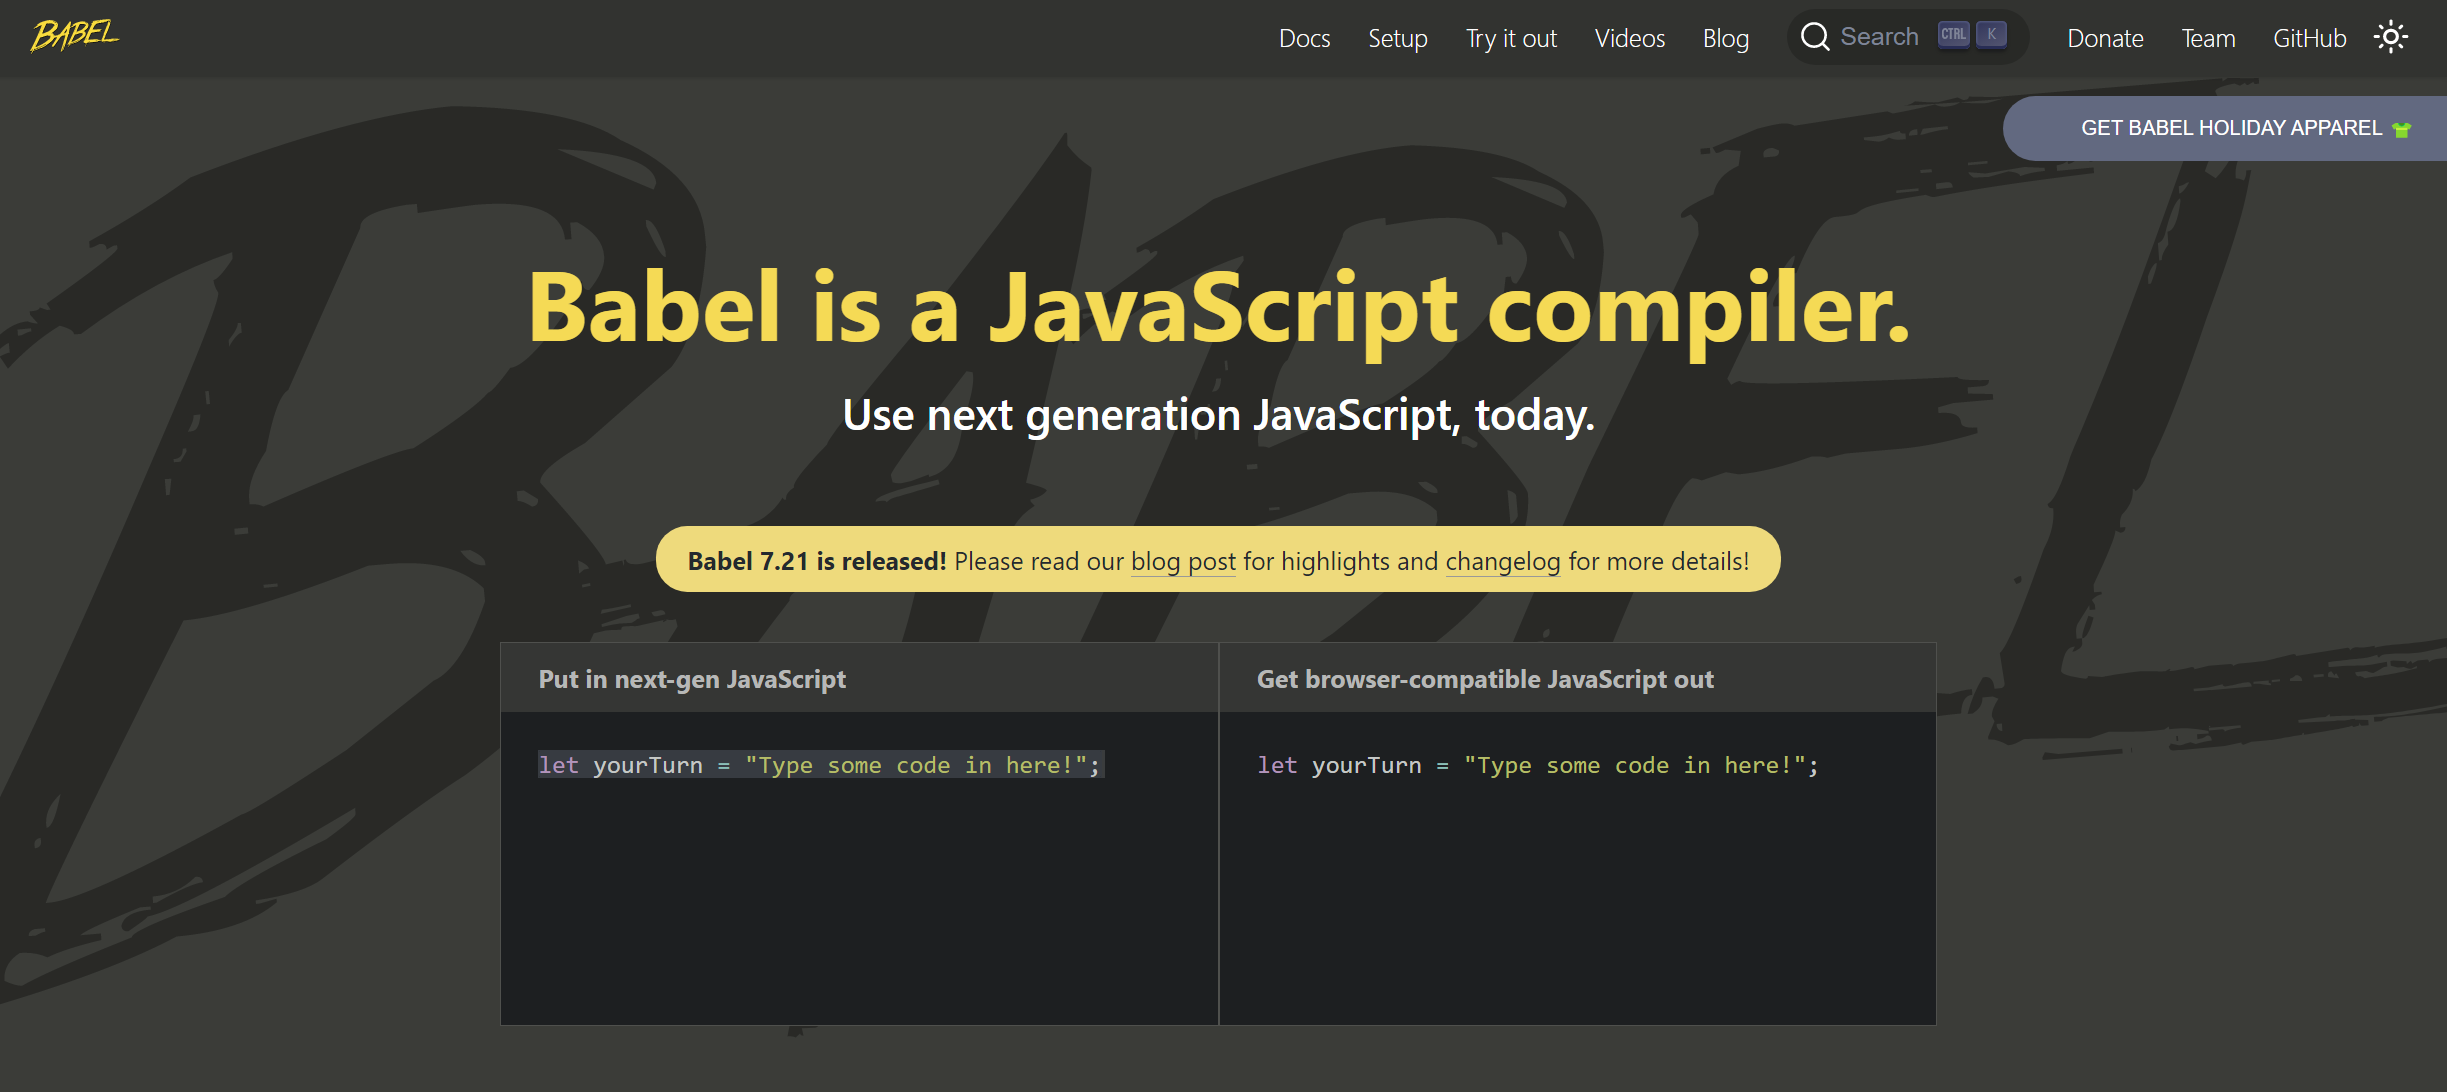 BABEL
Docs Setup Try it out Videos Blog Search CTRL K Donate Team GitHub
GET BABEL HOLIDAY APPAREL
BABEL
Babel is a JavaScript compiler.
Use next generation JavaScript, today.
Babel 7.21 is released! Please read our blog post for highlights and changelog for more details!
Put in next-gen JavaScript
Get browser-compatible JavaScript out
let yourTurn = "Type some code in here!";
let yourTurn = "Type some code in here!";